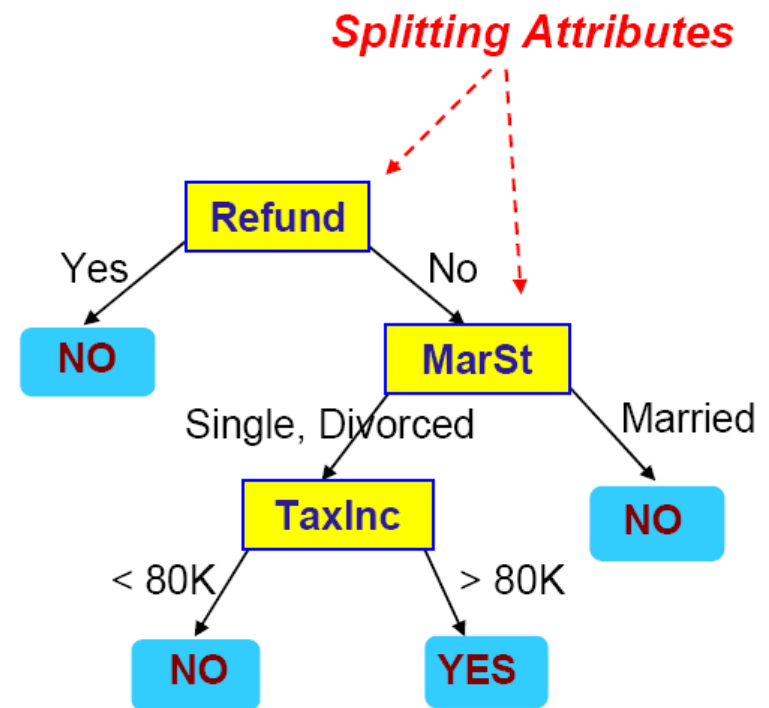 Splitting Attributes
Refund
Yes
No
NO
MarSt
Single, Divorced
Married
TaxInc
NO
< 80K
> 80K
NO
YES